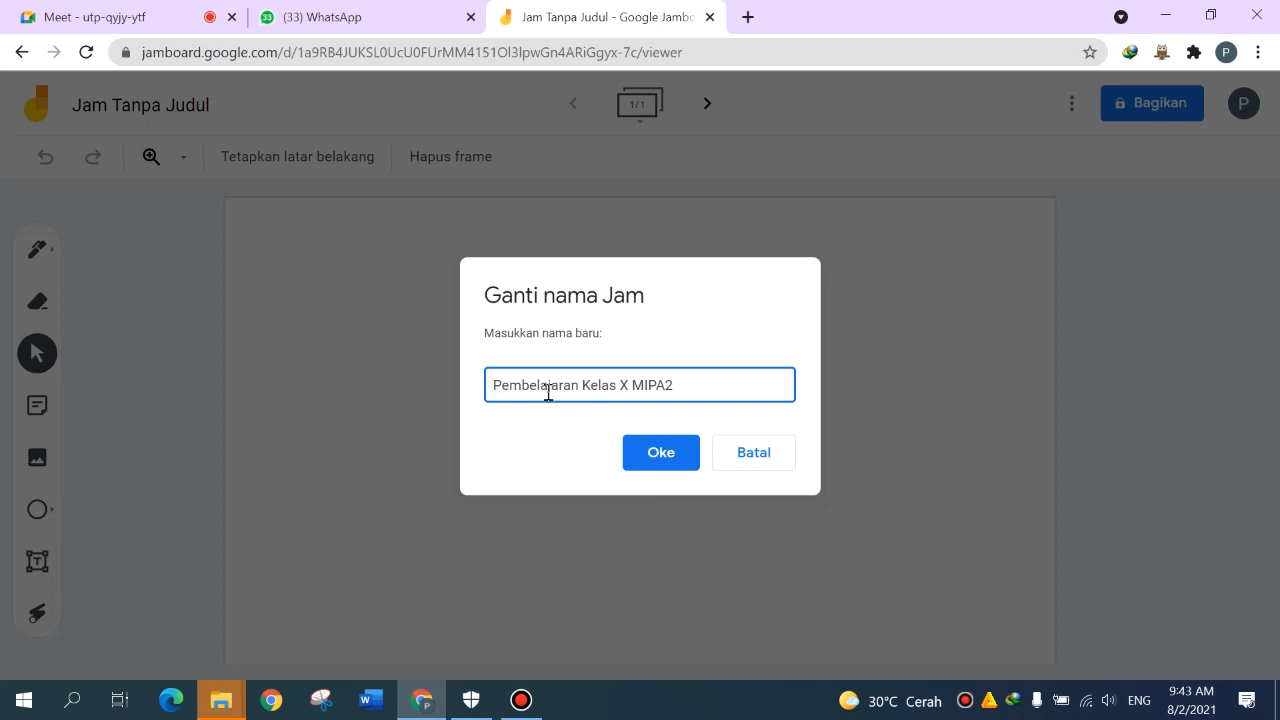 Meet - utp-qyjy-ytf
(33) WhatsApp
Jam Tanpa Judul - Google Jambo
jamboard.google.com/d/1a9RB4JUKSL0UcU0FUrMM4151Ol3IpwGn4ARiGgyx-7c/viewer
P
Jam Tanpa Judul
1/1
Bagikan
P
Tetapkan latar belakang
Hapus frame
Ganti nama Jam
Masukkan nama baru:
Pembelajaran Kelas X MIPA2
Oke
Batal
30°C Cerah
ENG
9:43 AM
8/2/2021